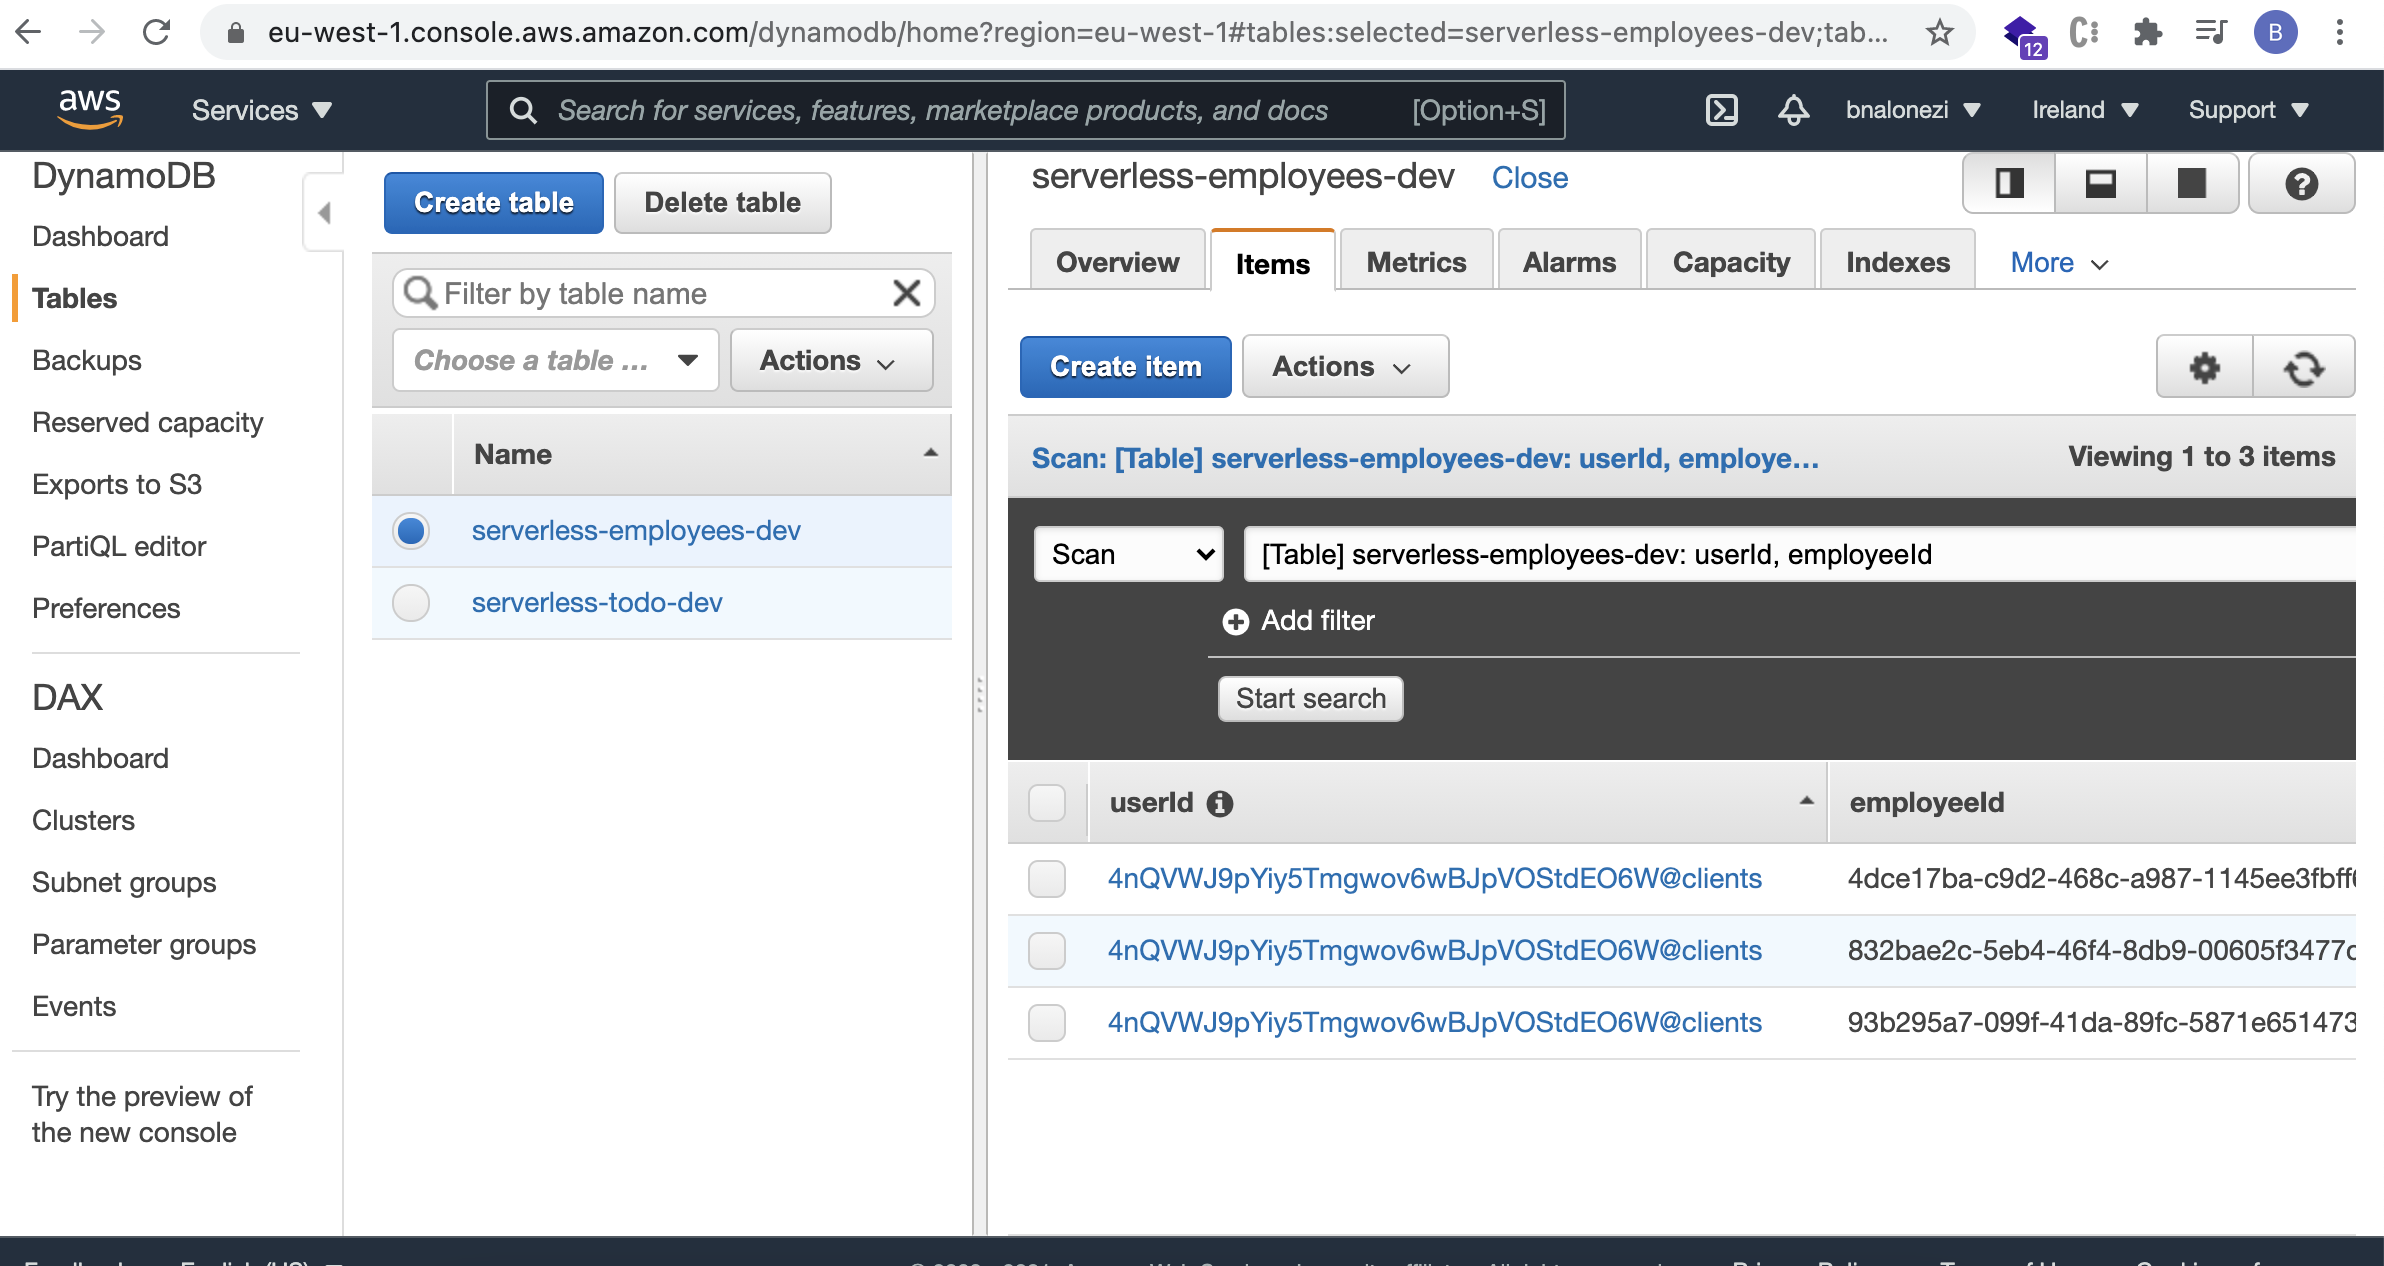 eu-west-1.console.aws.amazon.com/dynamodb/home?region=eu-west-1#tables:selected=serverless-employees-dev;tab...
12
B
aws
Services
Search for services, features, marketplace products, and docs
[Option+S]
bnalonezi
Ireland
Support
DynamoDB
Dashboard
Tables
Backups
Reserved capacity
Exports to S3
PartiQL editor
Preferences
DAX
Dashboard
Clusters
Subnet groups
Parameter groups
Events
Try the preview of
the new console
Create table
Delete table
Filter by table name
Choose a table ...
Actions
Name
serverless-employees-dev
serverless-todo-dev
serverless-employees-dev
Close
Overview
Items
Metrics
Alarms
Capacity
Indexes
More
Create item
Actions
Scan: [Table] serverless-employees-dev: userId, employe...
Viewing 1 to 3 items
Scan
[Table] serverless-employees-dev: userId, employeeId
Add filter
Start search
userId
employeeId
4nQVWJ9pYiy5Tmgwov6wBJpVOStdEO6W@clients
4dce17ba-c9d2-468c-a987-1145ee3fbff
4nQVWJ9pYiy5Tmgwov6wBJpVOStdEO6W@clients
832bae2c-5eb4-46f4-8db9-00605f3477c
4nQVWJ9pYiy5Tmgwov6wBJpVOStdEO6W@clients
93b295a7-099f-41da-89fc-5871e651473
English (US)